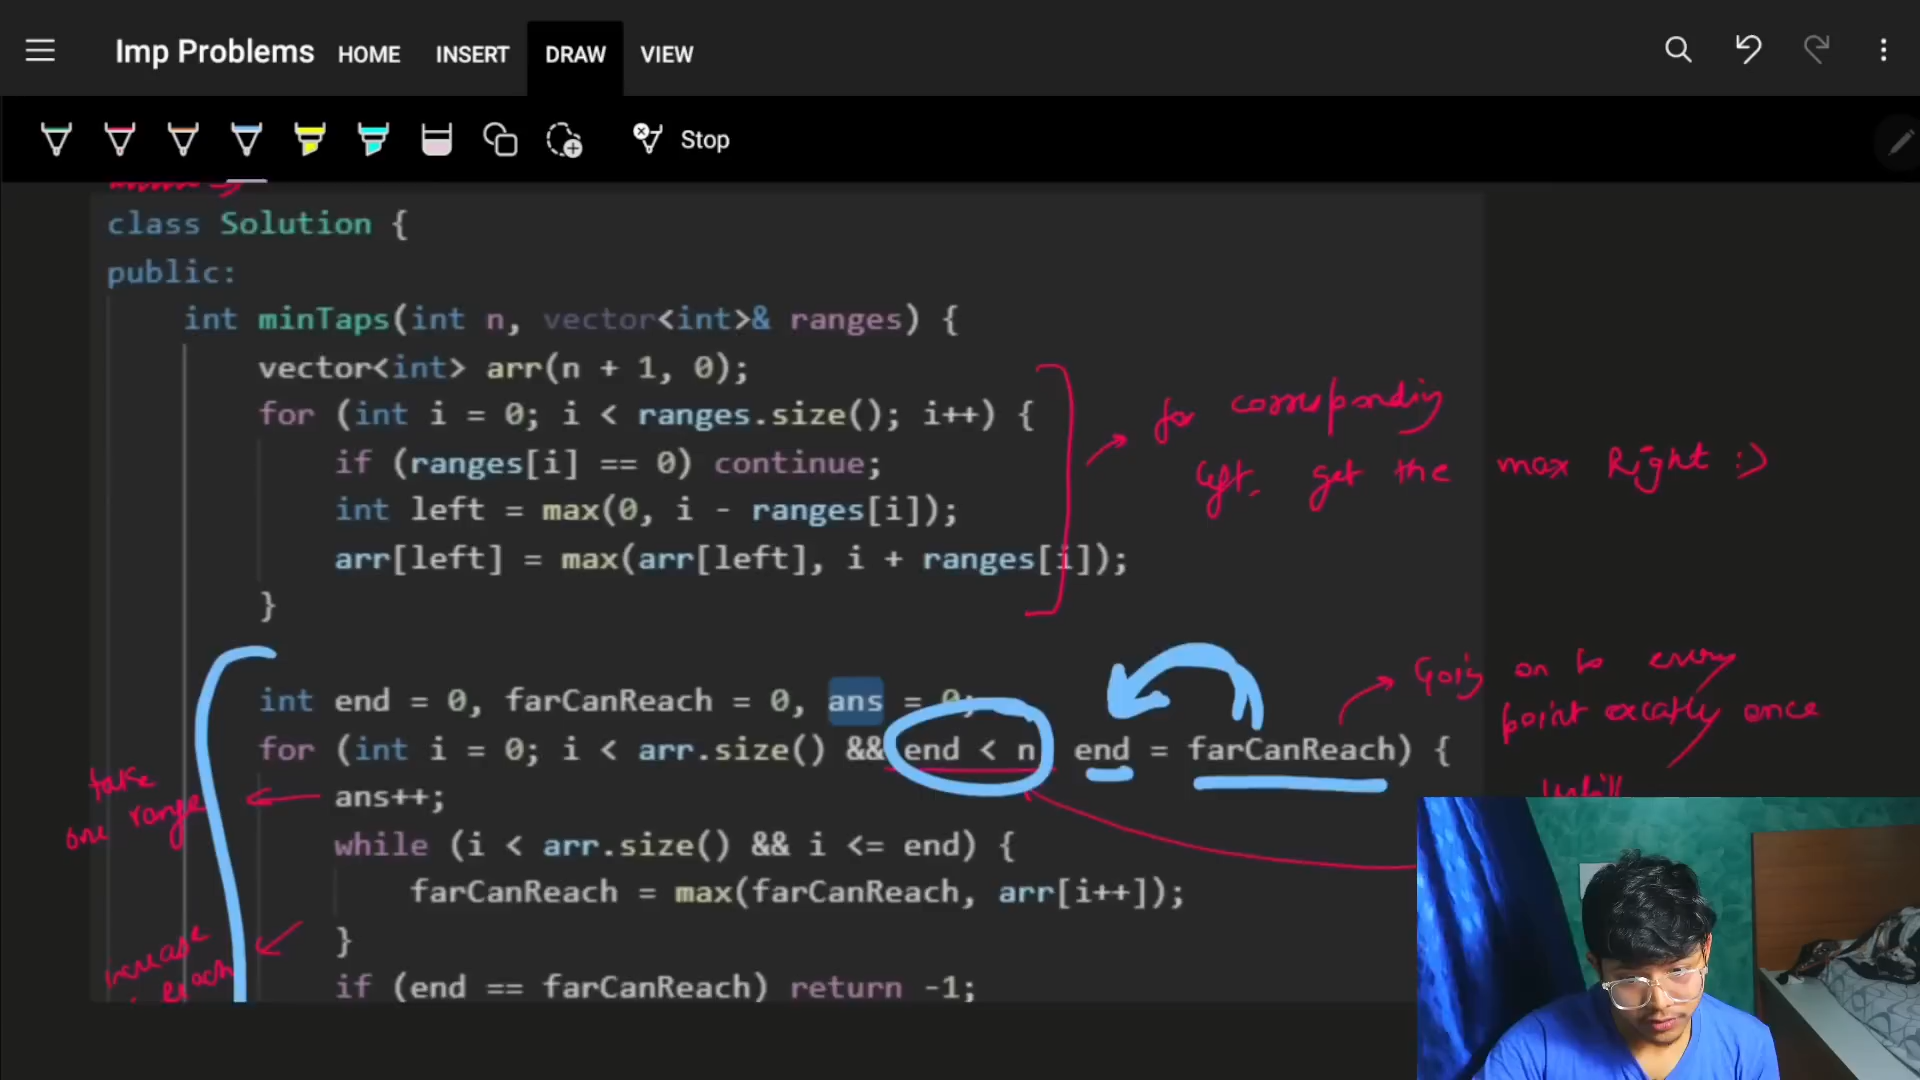 Imp Problems HOME INSERT DRAW VIEW
Stop
class Solution {
public:
int minTaps(int n, vector<int>& ranges) {
vector<int> arr(n + 1, 0);
for (int i = 0; i < ranges.size(); i++) {
if (ranges[i] == 0) continue;
int left = max(0, i - ranges[i]);
arr[left] = max(arr[left], i + ranges[i]);
}
for corresponding
left, get the max Right :)
int end = 0, farCanReach = 0, ans = 0;
for (int i = 0; i < arr.size() && end < n end = farCanReach) {
ans++;
while (i < arr.size() && i <= end) {
farCanReach = max(farCanReach, arr[i++]);
}
if (end == farCanReach) return -1;
Going on to every
point excatly once
take
one range
increase
reach